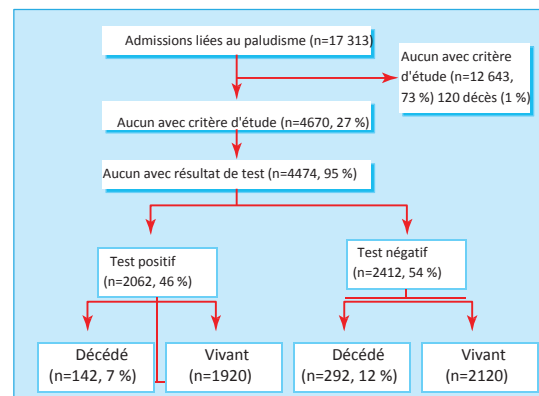 Admissions liées au paludisme (n=17 313)
Aucun avec critère
d'étude (n=12 643,
73 %) 120 décès (1 %)
Aucun avec critère d'étude (n=4670, 27 %)
Aucun avec résultat de test (n=4474, 95 %)
Test positif
(n=2062, 46 %)
Test négatif
(n=2412, 54 %)
Décédé
(n=142, 7 %)
Vivant
(n=1920)
Décédé
(n=292, 12 %)
Vivant
(n=2120)